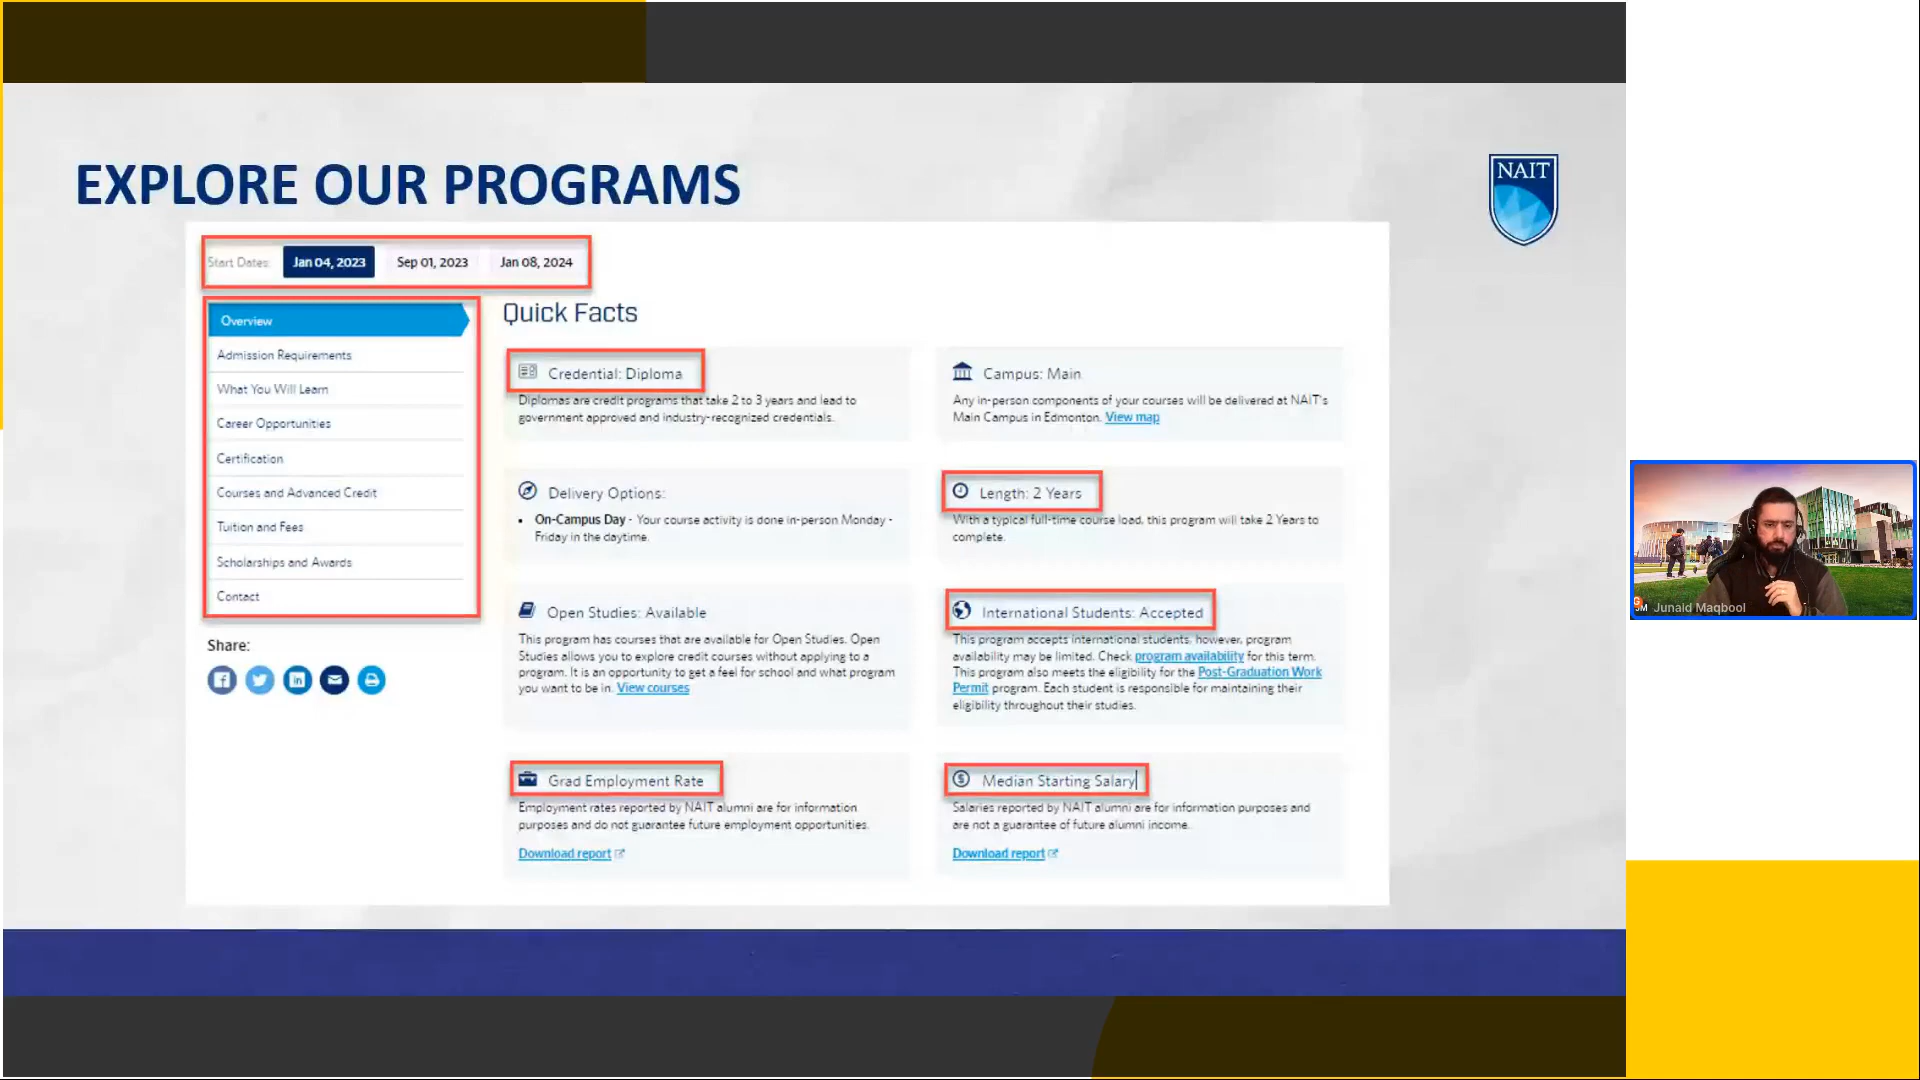 EXPLORE OUR PROGRAMS
NAIT
Start Dates: Jan 04, 2023 Sep 01, 2023 Jan 08, 2024
Overview
Admission Requirements
What You Will Learn
Career Opportunities
Certification
Courses and Advanced Credit
Tuition and Fees
Scholarships and Awards
Contact
Share:
Quick Facts
Credential: Diploma
Diplomas are credit programs that take 2 to 3 years and lead to
government approved and industry-recognized credentials.
Campus: Main
Any in-person components of your courses will be delivered at NAIT's
Main Campus in Edmonton. View map
Delivery Options:
• On-Campus Day - Your course activity is done in-person Monday -
Friday in the daytime.
Length: 2 Years
With a typical full-time course load, this program will take 2 Years to
complete.
Open Studies: Available
This program has courses that are available for Open Studies. Open
Studies allows you to explore credit courses without applying to a
program. It is an opportunity to get a feel for school and what program
you want to be in. View courses
International Students: Accepted
This program accepts international students, however, program
availability may be limited. Check program availability for this term.
This program also meets the eligibility for the Post-Graduation Work
Permit program. Each student is responsible for maintaining their
eligibility throughout their studies.
Grad Employment Rate
Employment rates reported by NAIT alumni are for information
purposes and do not guarantee future employment opportunities.
Download report
Median Starting Salary
Salaries reported by NAIT alumni are for information purposes and
are not a guarantee of future alumni income.
Download report
Junaid Maqbool